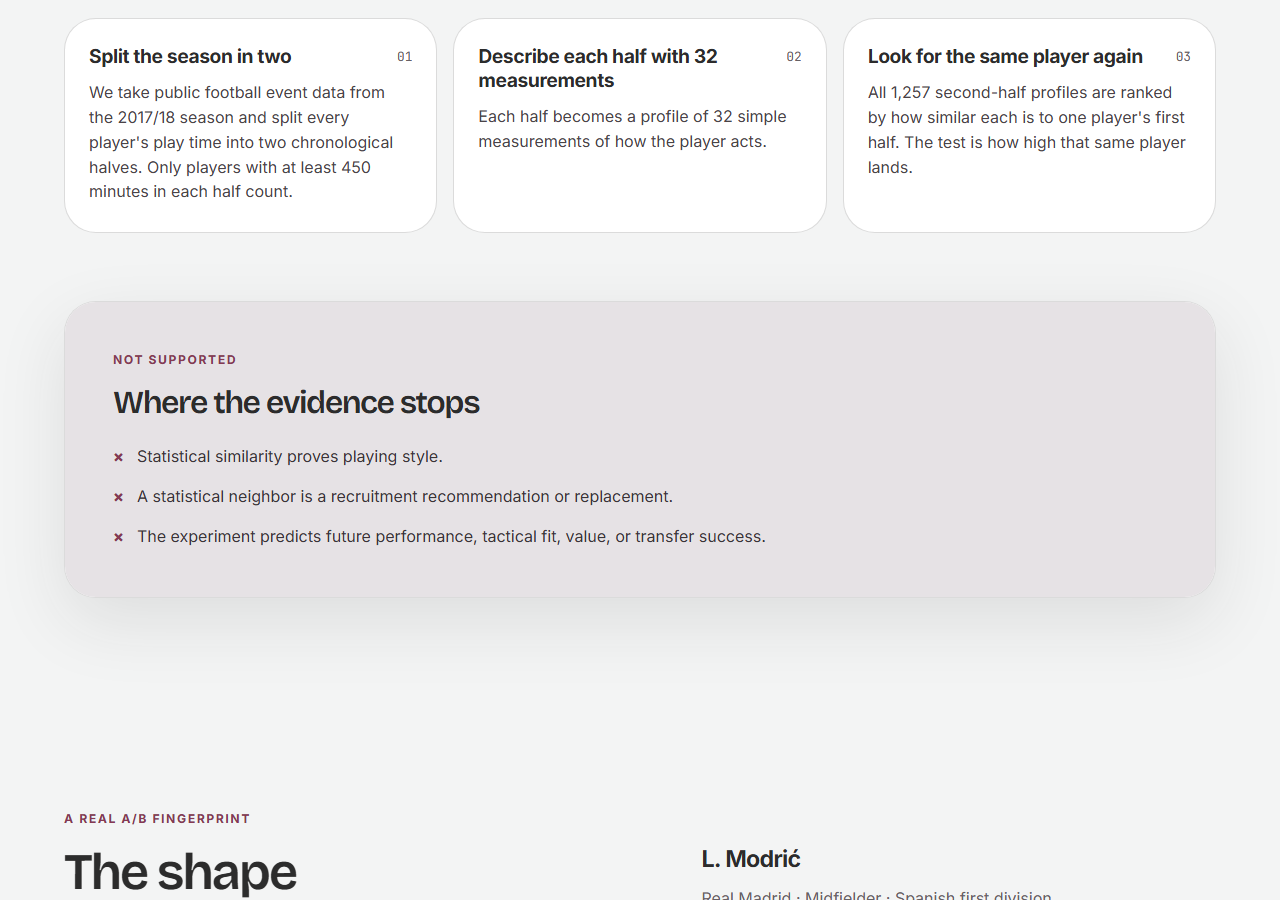 Split the season in two
01
We take public football event data from
the 2017/18 season and split every
player's play time into two chronological
halves. Only players with at least 450
minutes in each half count.
Describe each half with 32
measurements
02
Each half becomes a profile of 32 simple
measurements of how the player acts.
Look for the same player again
03
All 1,257 second-half profiles are ranked
by how similar each is to one player's first
half. The test is how high that same player
lands.
NOT SUPPORTED
Where the evidence stops
× Statistical similarity proves playing style.
× A statistical neighbor is a recruitment recommendation or replacement.
× The experiment predicts future performance, tactical fit, value, or transfer success.
A REAL A/B FINGERPRINT
The shape
L. Modrić
Real Madrid · Midfielder · Spanish first division